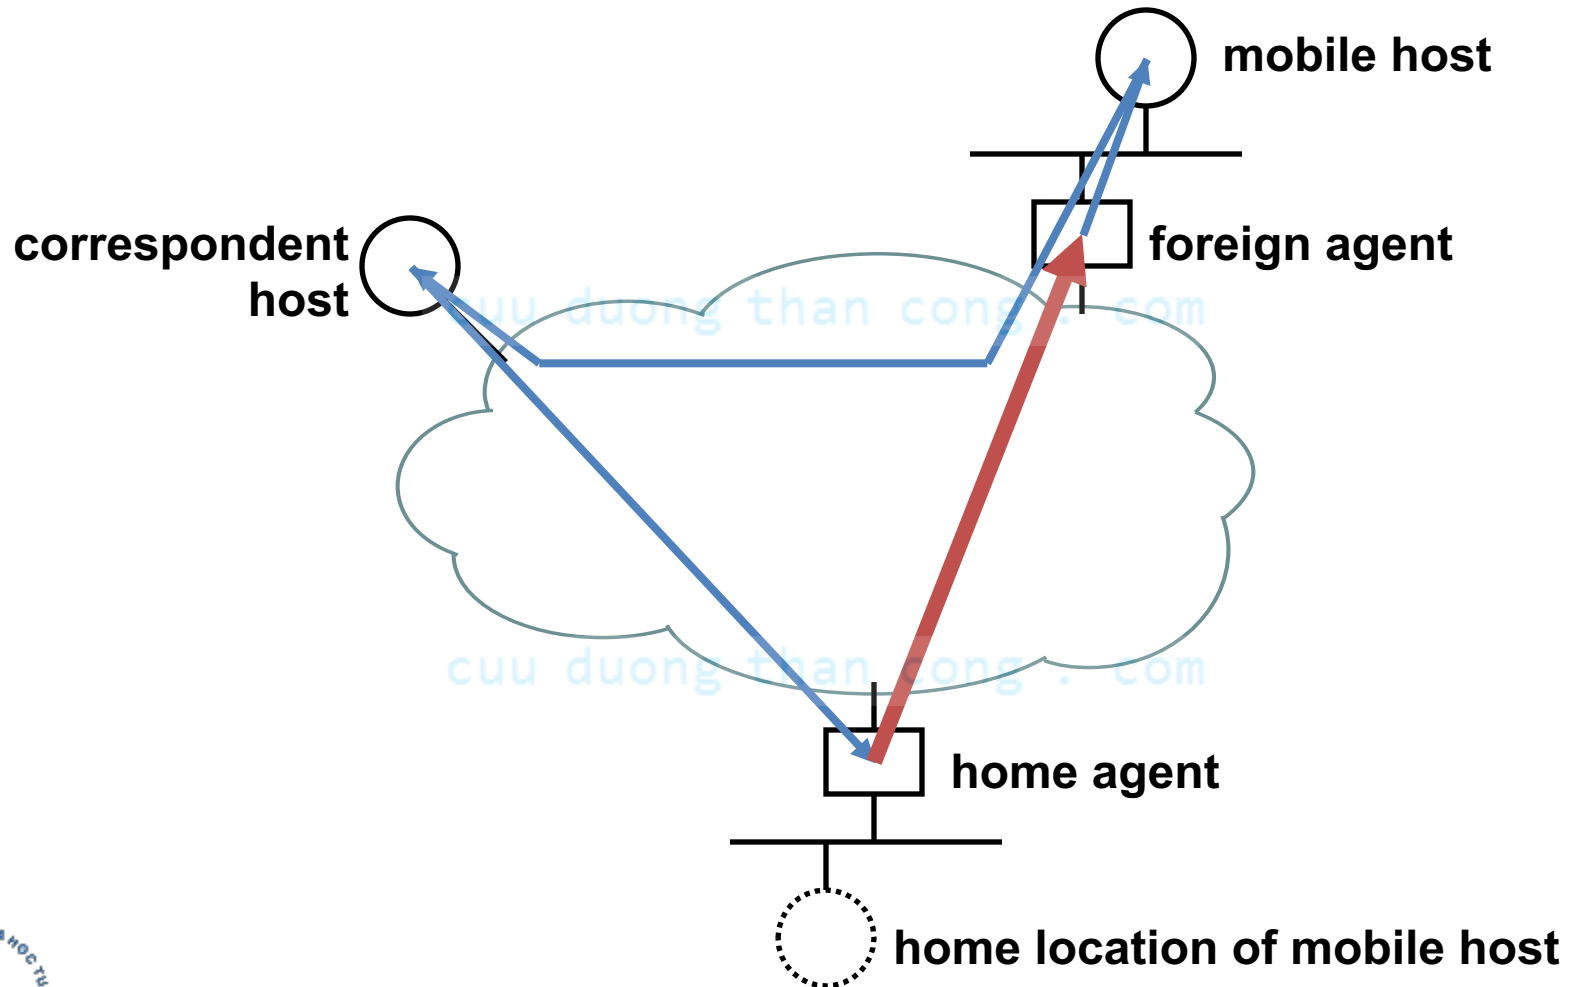 mobile host
correspondent
host
foreign agent
cuu duong than cong . com
cuu duong than cong . com
home agent
home location of mobile host